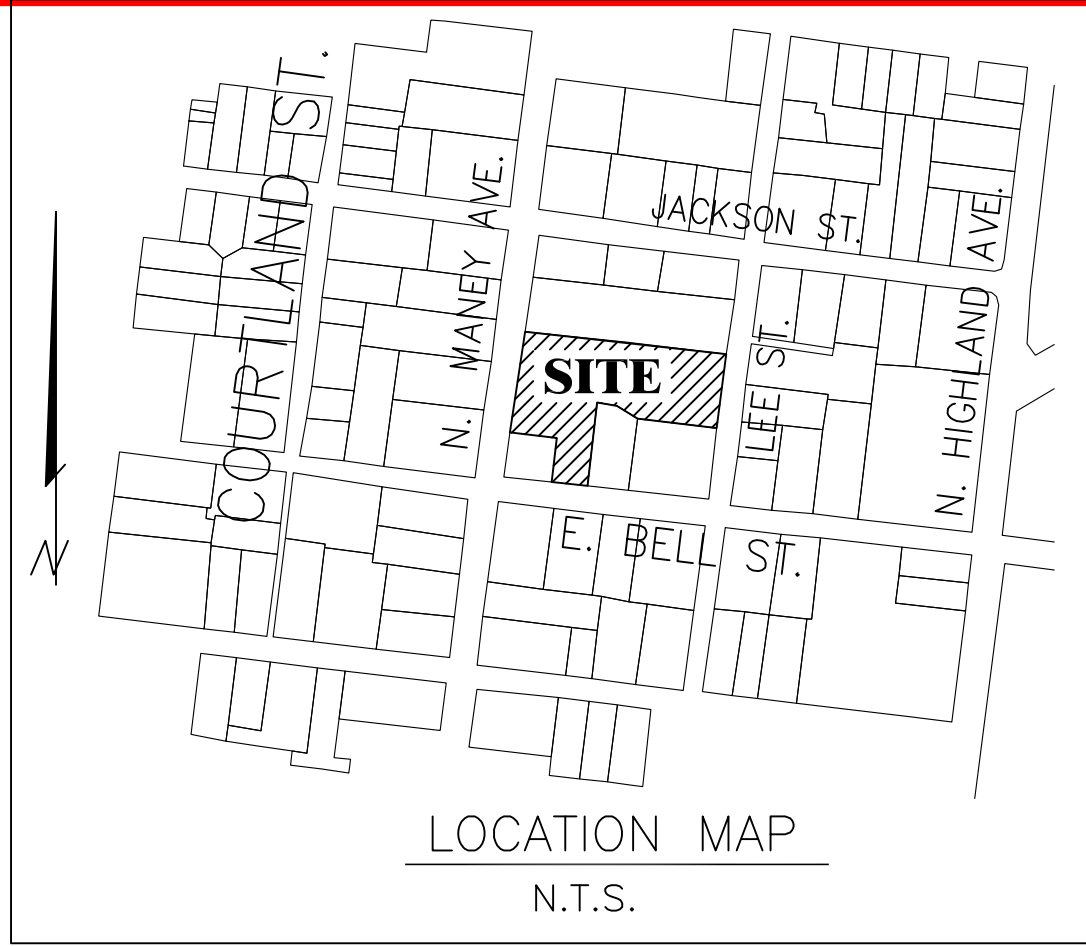 COURTLAND ST.
N. MANEY AVE.
JACKSON ST.
LEE ST.
N. HIGHLAND AVE.
SITE
E. BELL ST.
N
LOCATION MAP
N.T.S.